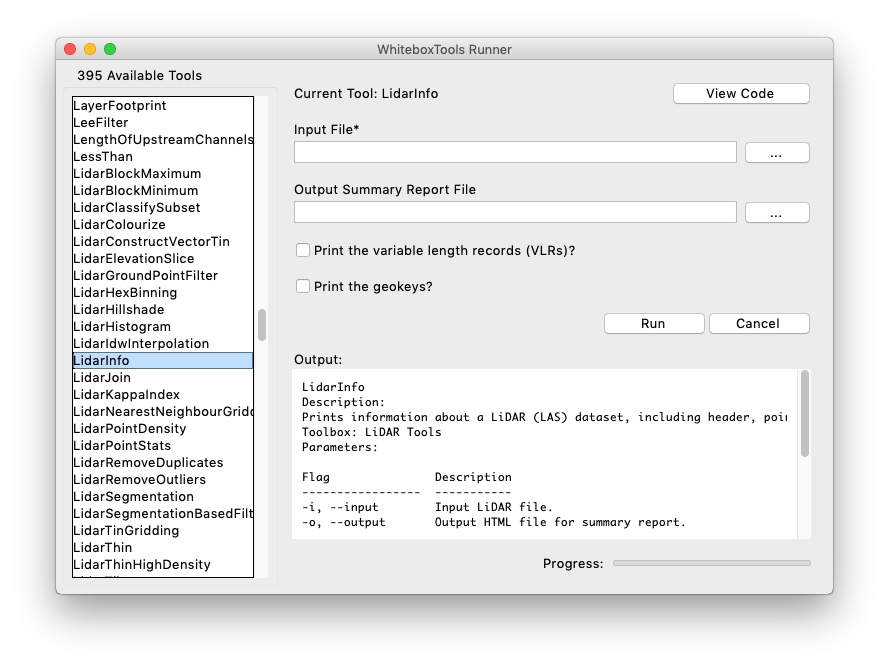 WhiteboxTools Runner
395 Available Tools
LayerFootprint
LeeFilter
LengthOfUpstreamChannels
LessThan
LidarBlockMaximum
LidarBlockMinimum
LidarClassifySubset
LidarColourize
LidarConstructVectorTin
LidarElevationSlice
LidarGroundPointFilter
LidarHexBinning
LidarHillshade
LidarHistogram
LidarIdwInterpolation
LidarInfo
LidarJoin
LidarKappaIndex
LidarNearestNeighbourGridd
LidarPointDensity
LidarPointStats
LidarRemoveDuplicates
LidarRemoveOutliers
LidarSegmentation
LidarSegmentationBasedFilt
LidarTinGridding
LidarThin
LidarThinHighDensity
Current Tool: LidarInfo
View Code
Input File*
...
Output Summary Report File
...
Print the variable length records (VLRs)?
Print the geokeys?
Run Cancel
Output:
LidarInfo
Description:
Prints information about a LiDAR (LAS) dataset, including header, poi
Toolbox: LiDAR Tools
Parameters:
Flag Description
----------------- -----------
-i, --input Input LiDAR file.
-o, --output Output HTML file for summary report.
Progress: